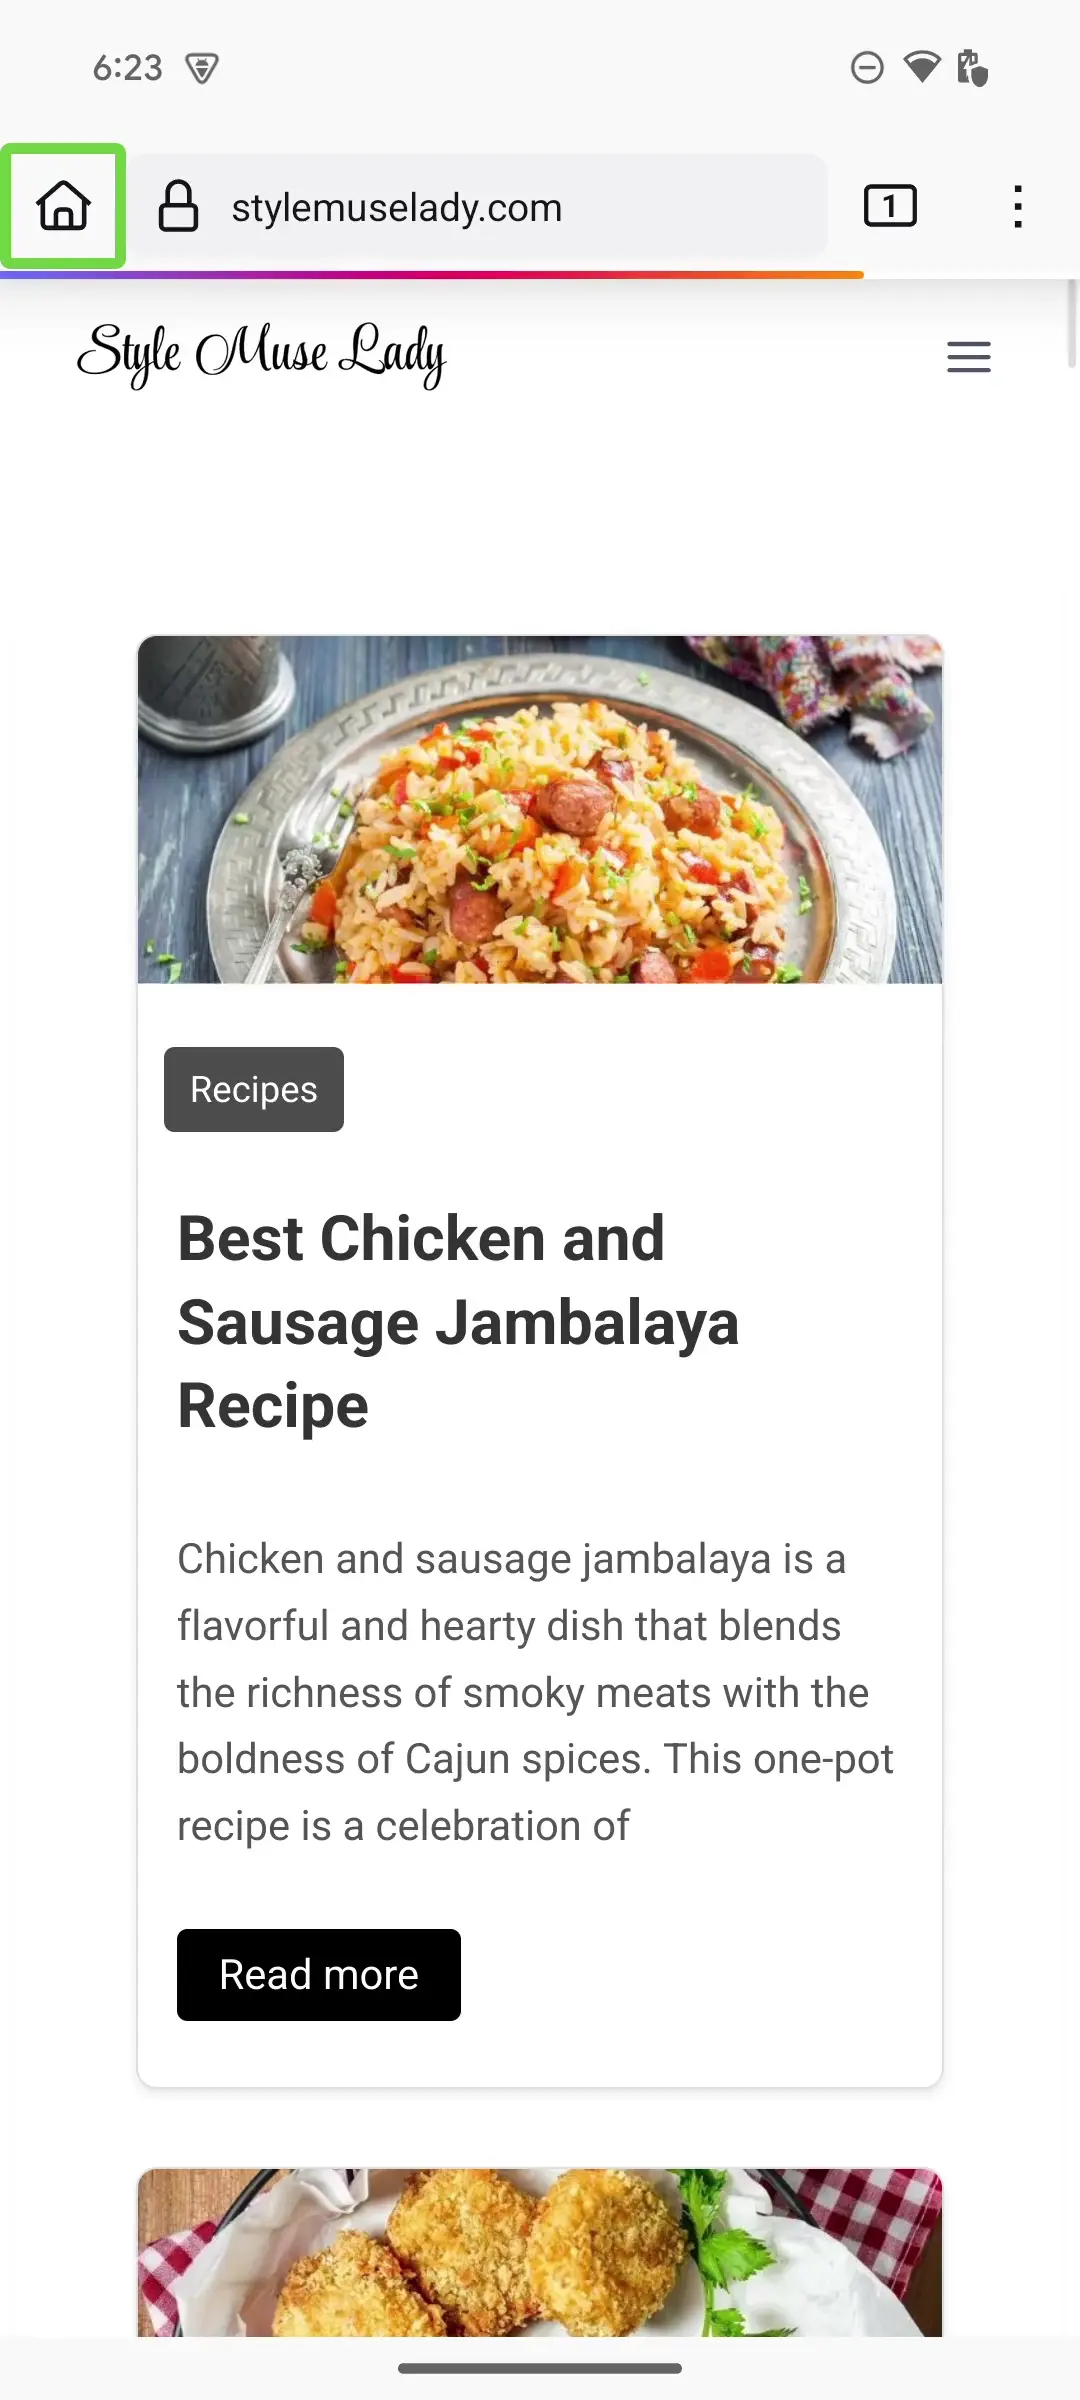 6:23
stylemuselady.com
1
Style Muse Lady
Recipes
Best Chicken and
Sausage Jambalaya
Recipe
Chicken and sausage jambalaya is a
flavorful and hearty dish that blends
the richness of smoky meats with the
boldness of Cajun spices. This one-pot
recipe is a celebration of
Read more